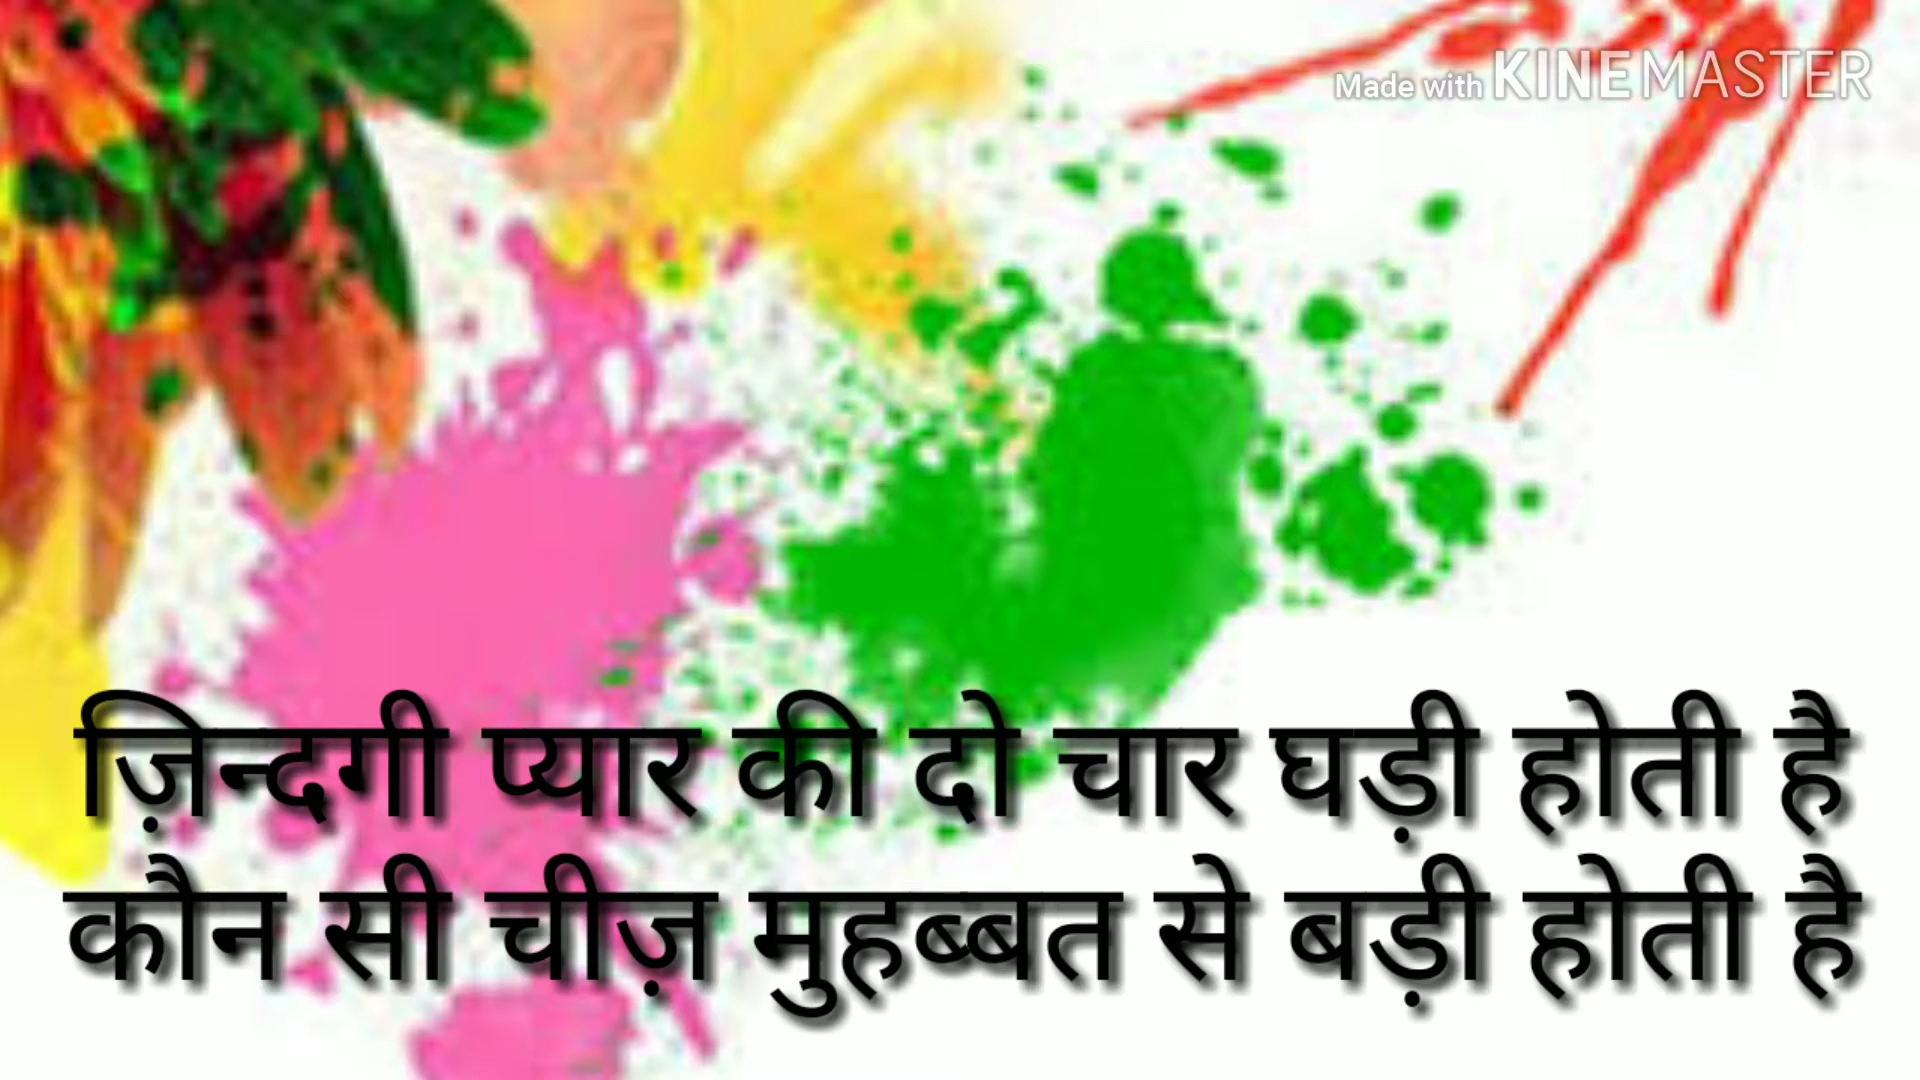 Made with KINEMASTER
ज़िन्दगी प्यार की दो चार घड़ी होती है
कौन सी चीज़ मुहब्बत से बड़ी होती है